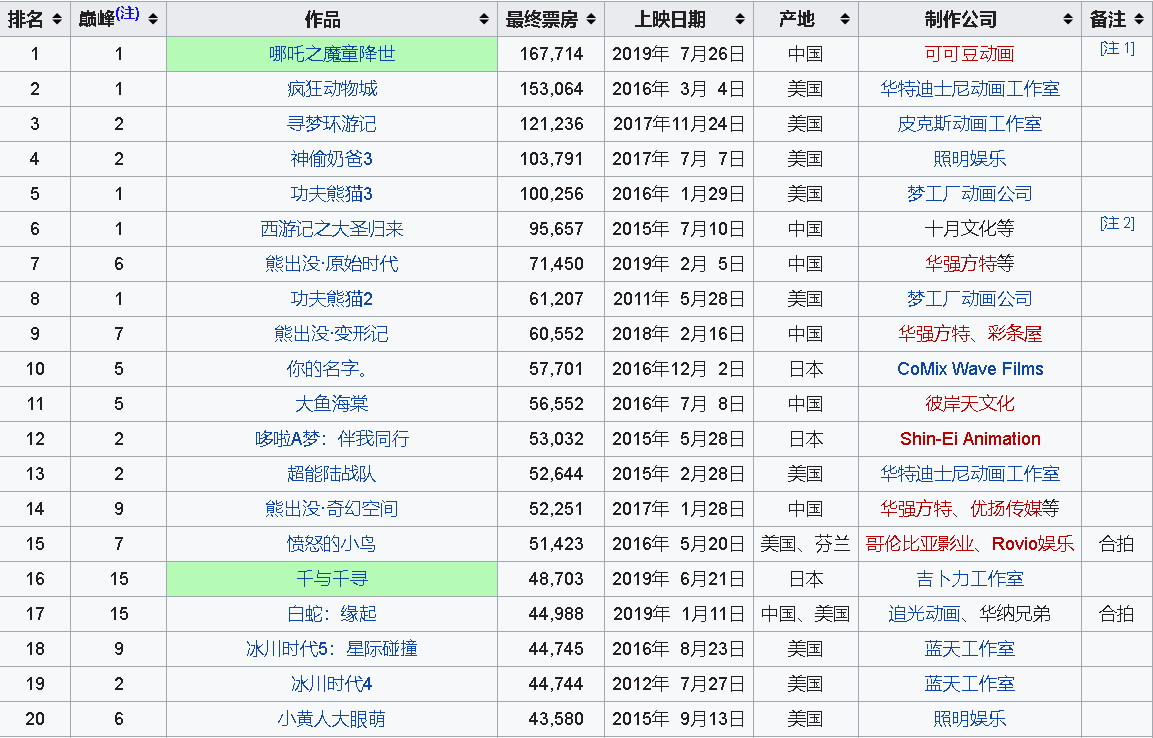 排名 巅峰(注) 作品 最终票房 上映日期 产地 制作公司 备注
1 1 哪吒之魔童降世 167,714 2019年 7月26日 中国 可可豆动画 [注 1]
2 1 疯狂动物城 153,064 2016年 3月 4日 美国 华特迪士尼动画工作室
3 2 寻梦环游记 121,236 2017年11月24日 美国 皮克斯动画工作室
4 2 神偷奶爸3 103,791 2017年 7月 7日 美国 照明娱乐
5 1 功夫熊猫3 100,256 2016年 1月29日 美国 梦工厂动画公司
6 1 西游记之大圣归来 95,657 2015年 7月10日 中国 十月文化等 [注 2]
7 6 熊出没·原始时代 71,450 2019年 2月 5日 中国 华强方特等
8 1 功夫熊猫2 61,207 2011年 5月28日 美国 梦工厂动画公司
9 7 熊出没·变形记 60,552 2018年 2月16日 中国 华强方特、彩条屋
10 5 你的名字。 57,701 2016年12月 2日 日本 CoMix Wave Films
11 5 大鱼海棠 56,552 2016年 7月 8日 中国 彼岸天文化
12 2 哆啦A梦：伴我同行 53,032 2015年 5月28日 日本 Shin-Ei Animation
13 2 超能陆战队 52,644 2015年 2月28日 美国 华特迪士尼动画工作室
14 9 熊出没·奇幻空间 52,251 2017年 1月28日 中国 华强方特、优扬传媒等
15 7 愤怒的小鸟 51,423 2016年 5月20日 美国、芬兰 哥伦比亚影业、Rovio娱乐 合拍
16 15 千与千寻 48,703 2019年 6月21日 日本 吉卜力工作室
17 15 白蛇：缘起 44,988 2019年 1月11日 中国、美国 追光动画、华纳兄弟 合拍
18 9 冰川时代5：星际碰撞 44,745 2016年 8月23日 美国 蓝天工作室
19 2 冰川时代4 44,744 2012年 7月27日 美国 蓝天工作室
20 6 小黄人大眼萌 43,580 2015年 9月13日 美国 照明娱乐